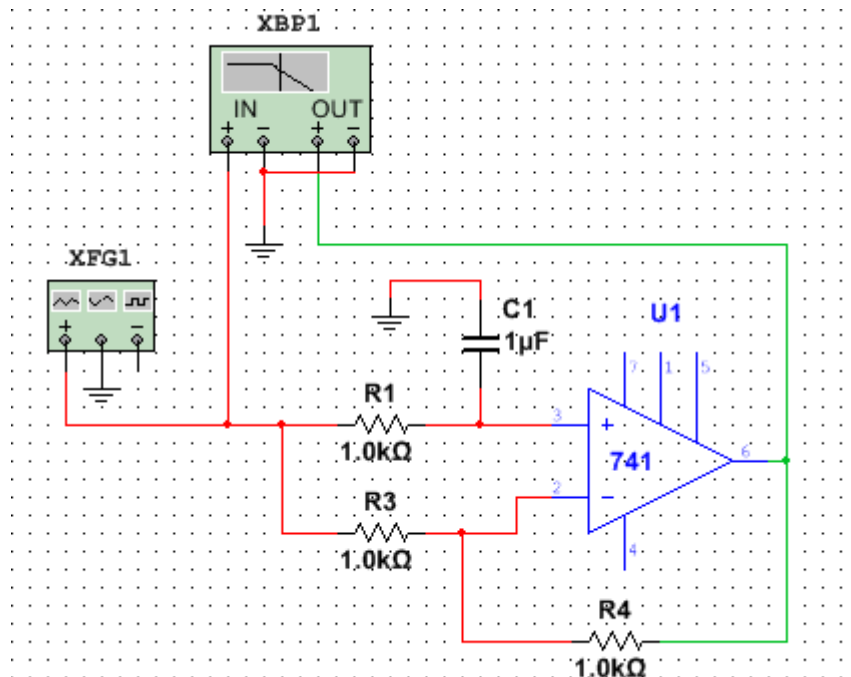 XBP1
IN OUT
+ − + −
XFG1
+ −
C1
1µF
U1
7 1 5
R1
1.0kΩ
3
+
741
6
2
−
R3
1.0kΩ
4
R4
1.0kΩ